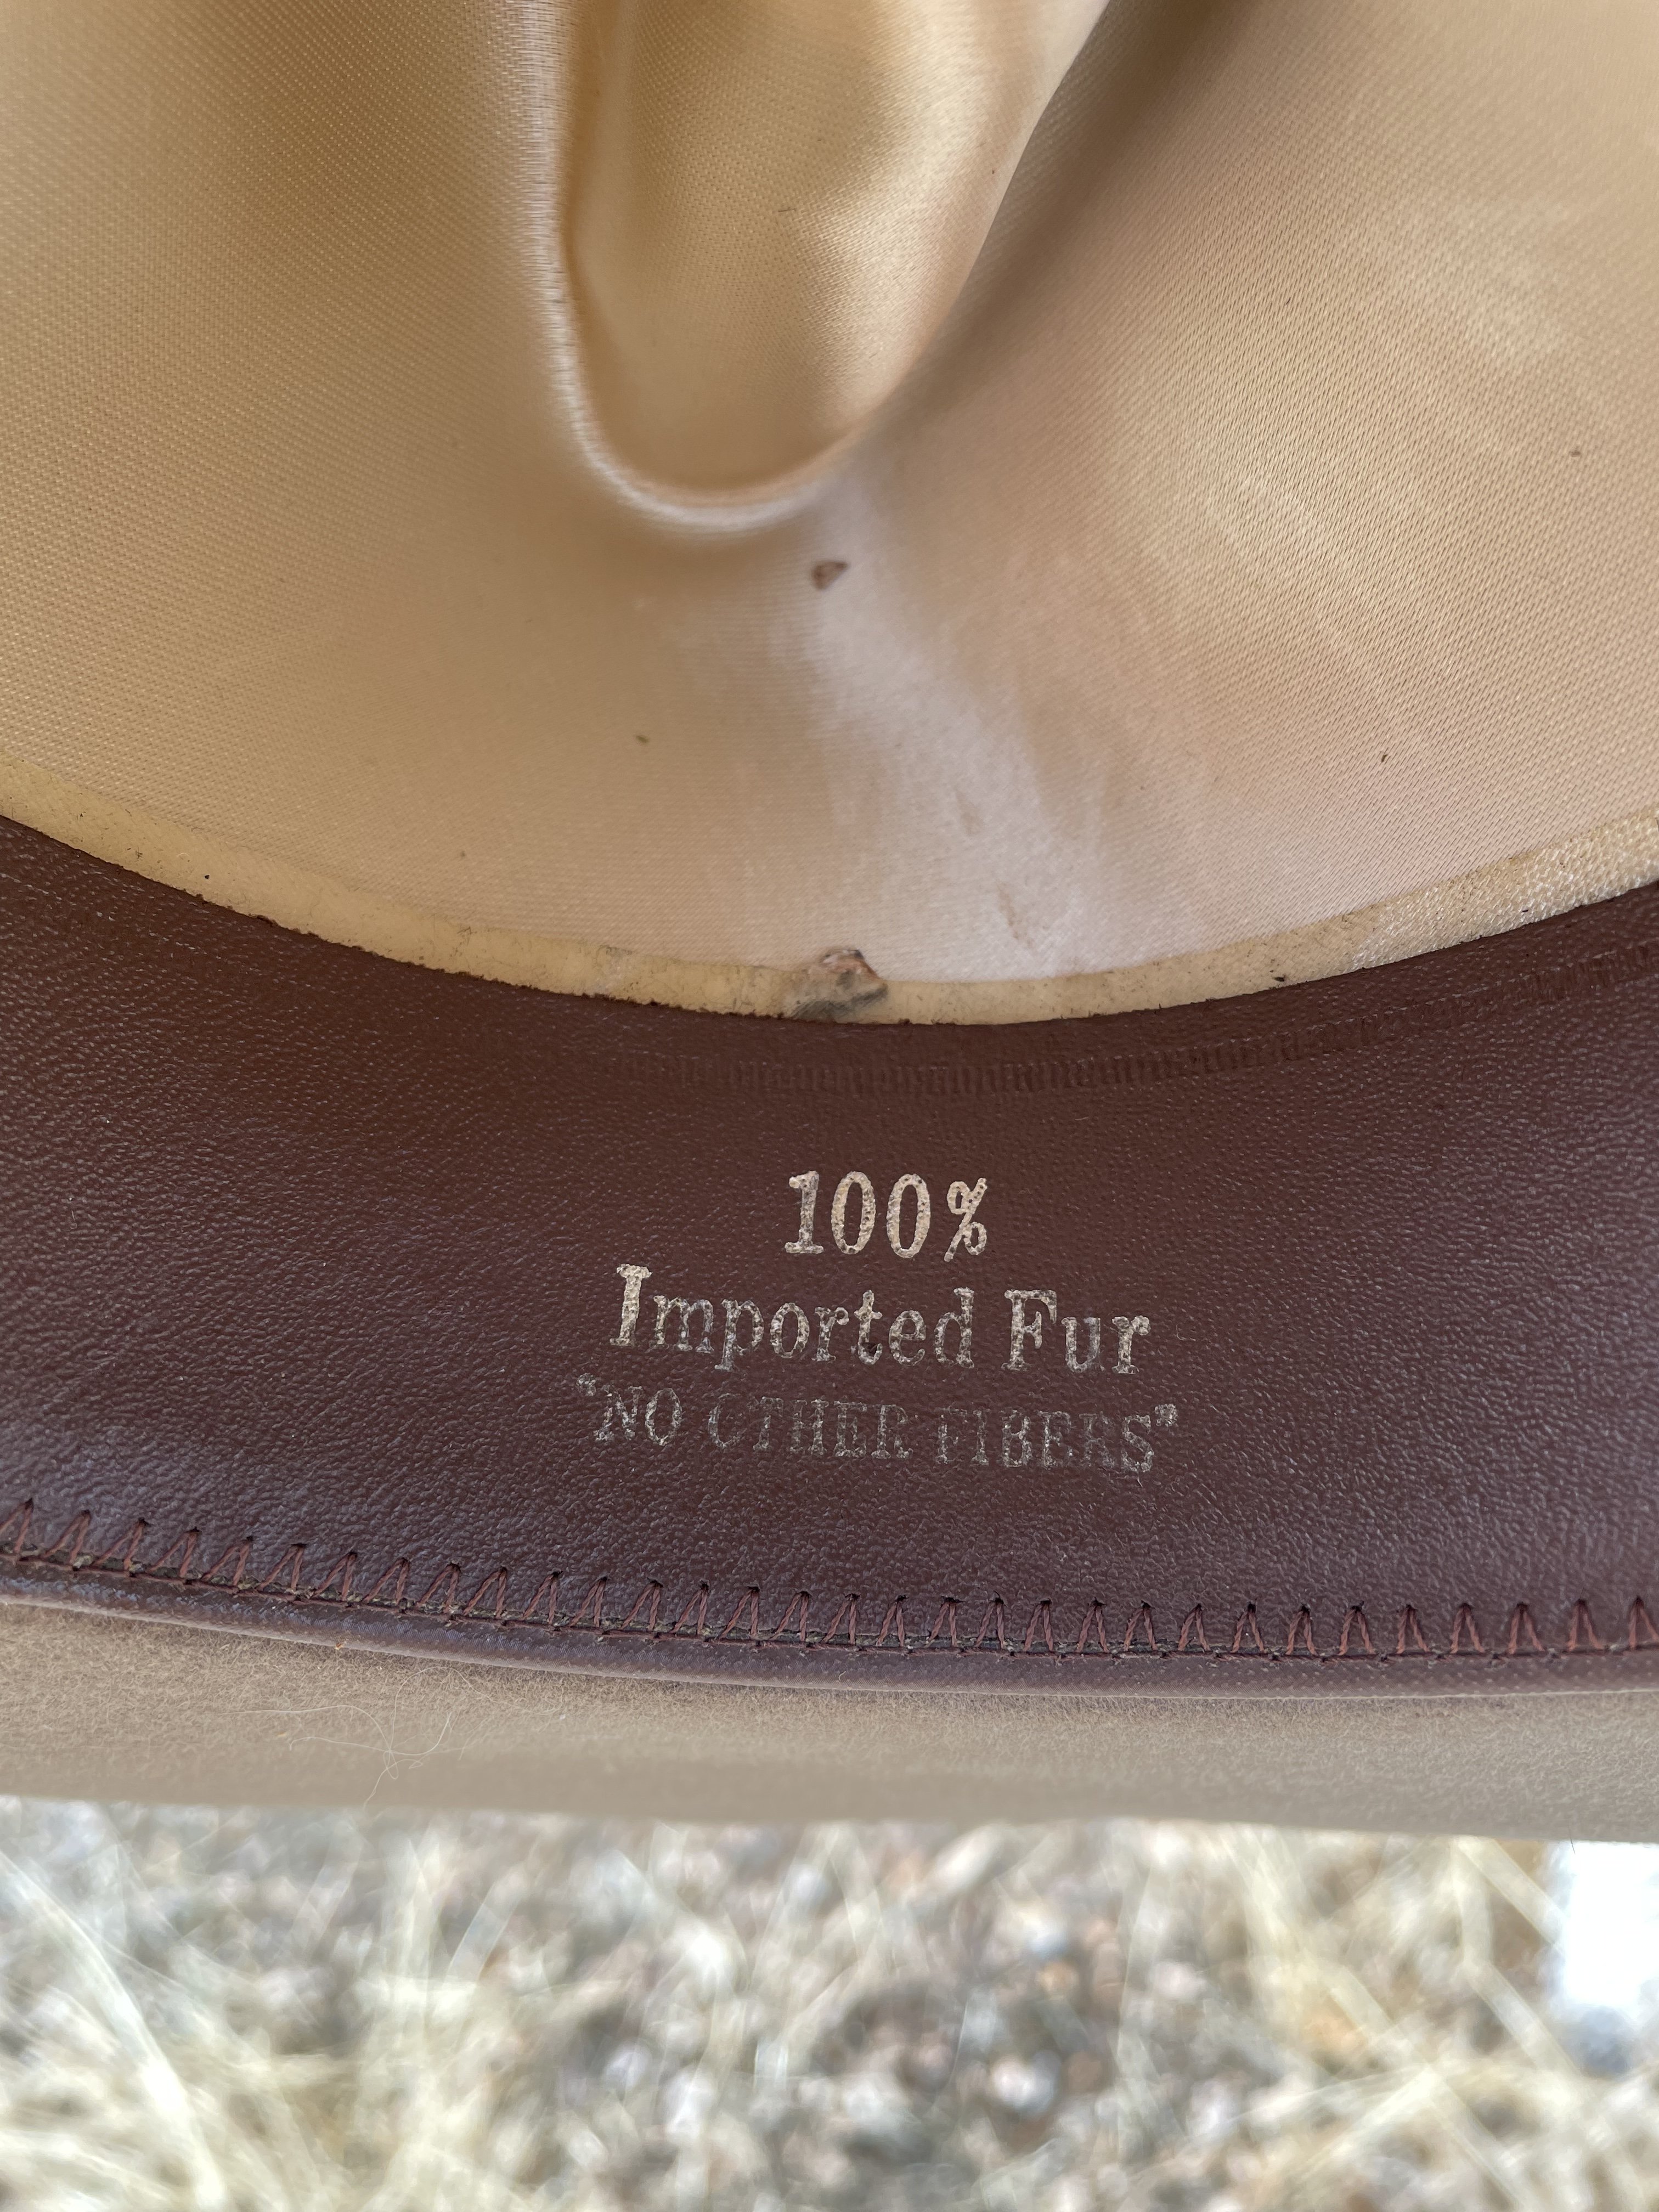 100%
Imported Fur
"NO OTHER FIBERS"